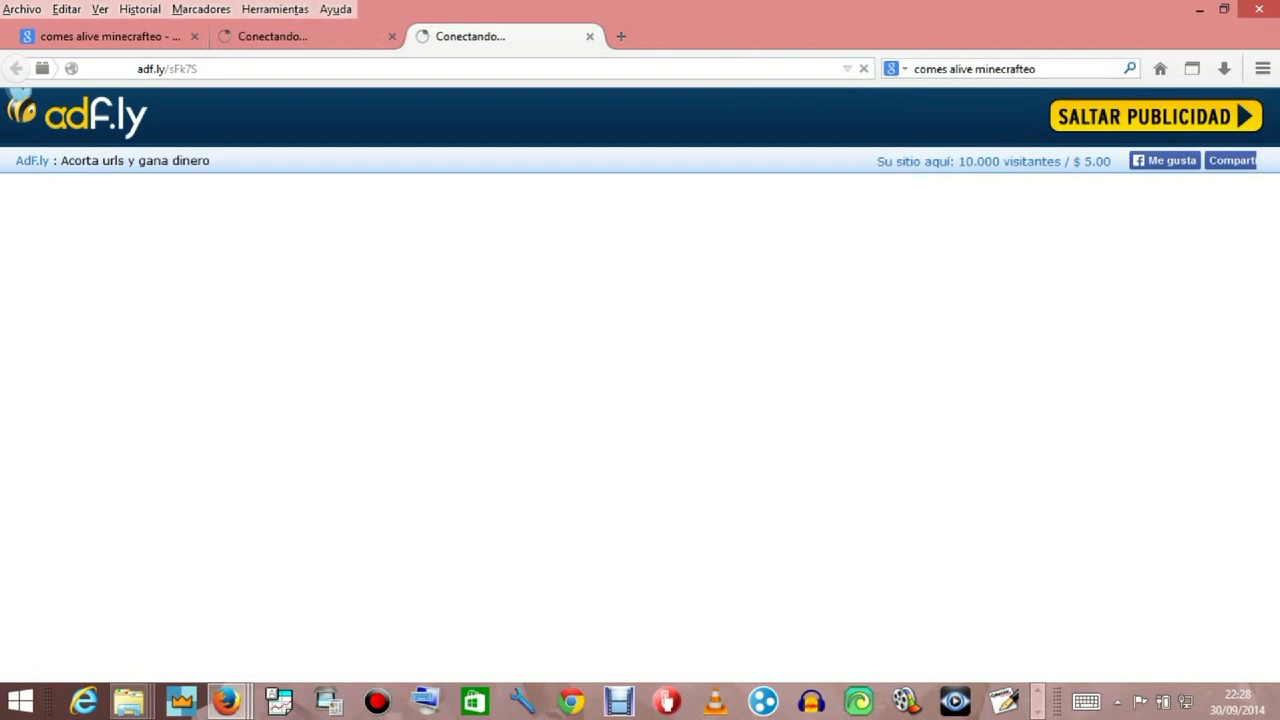 Archivo Editar Ver Historial Marcadores Herramientas Ayuda
comes alive minecrafteo - ... Conectando... Conectando...
adf.ly/sFk7S comes alive minecrafteo
adf.ly SALTAR PUBLICIDAD
AdF.ly : Acorta urls y gana dinero Su sitio aquí: 10.000 visitantes / $ 5.00 Me gusta Comparti
22:28
30/09/2014